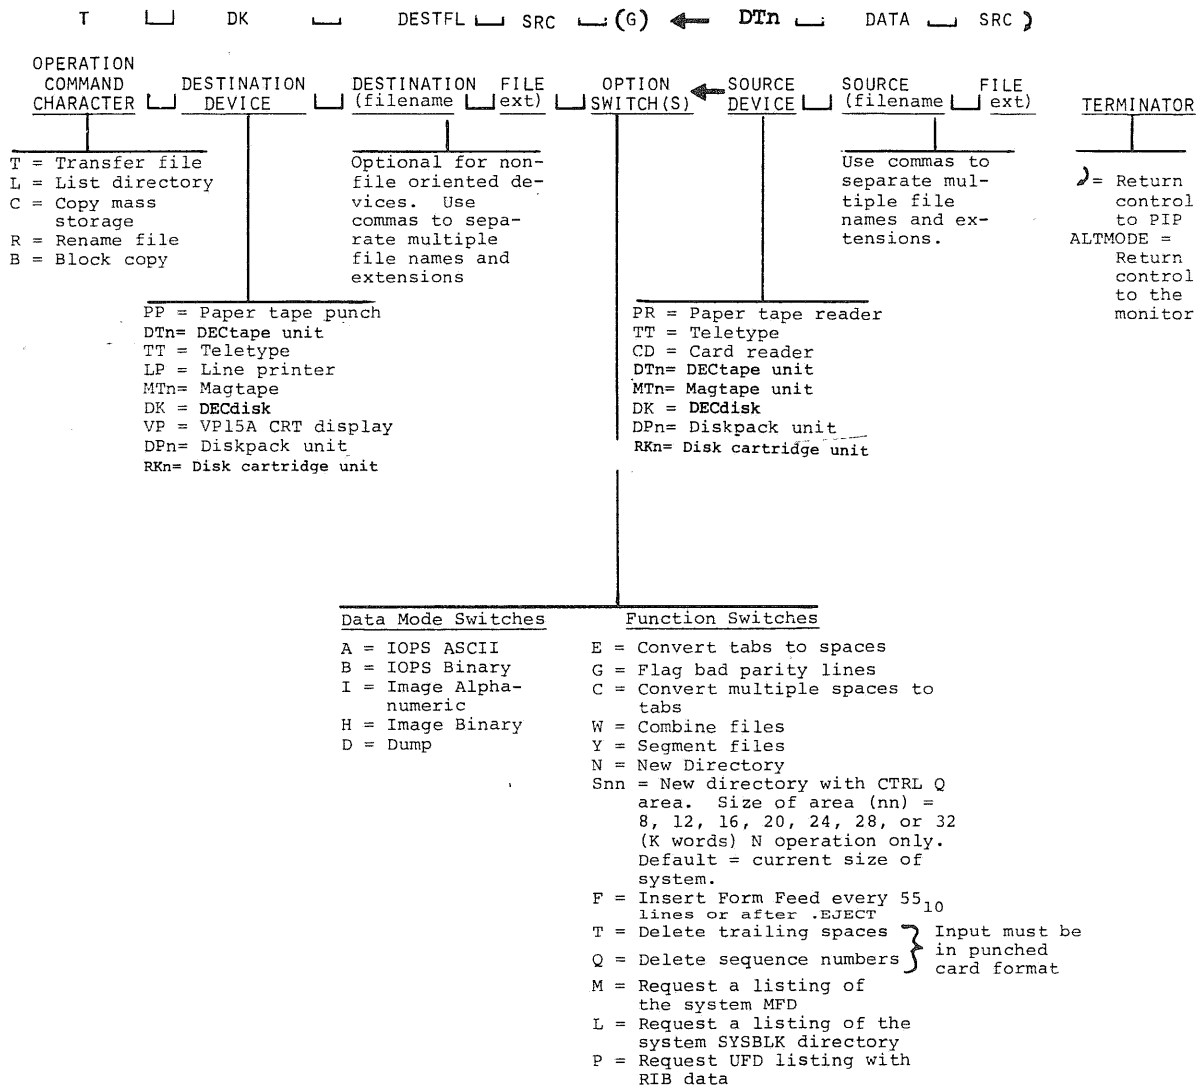 T ⌴ DK ⌴ DESTFL ⌴ SRC ⌴ (G) ← DTn ⌴ DATA ⌴ SRC )
OPERATION
COMMAND
CHARACTER ⌴ DESTINATION
DEVICE ⌴ DESTINATION
(filename ⌴ FILE
ext) ⌴ OPTION
SWITCH(S) ← SOURCE
DEVICE ⌴ SOURCE
(filename ⌴ FILE
ext)
TERMINATOR
T = Transfer file
L = List directory
C = Copy mass
storage
R = Rename file
B = Block copy
Optional for non-
file oriented de-
vices. Use
commas to sepa-
rate multiple
file names and
extensions
Use commas to
separate mul-
tiple file
names and ex-
tensions.
)= Return
control
to PIP
ALTMODE =
Return
control
to the
monitor
PP = Paper tape punch
DTn= DECtape unit
TT = Teletype
LP = Line printer
MTn= Magtape
DK = DECdisk
VP = VP15A CRT display
DPn= Diskpack unit
RKn= Disk cartridge unit
PR = Paper tape reader
TT = Teletype
CD = Card reader
DTn= DECtape unit
MTn= Magtape unit
DK = DECdisk
DPn= Diskpack unit
RKn= Disk cartridge unit
Data Mode Switches
A = IOPS ASCII
B = IOPS Binary
I = Image Alpha-
numeric
H = Image Binary
D = Dump
Function Switches
E = Convert tabs to spaces
G = Flag bad parity lines
C = Convert multiple spaces to
tabs
W = Combine files
Y = Segment files
N = New Directory
Snn = New directory with CTRL Q
area. Size of area (nn) =
8, 12, 16, 20, 24, 28, or 32
(K words) N operation only.
Default = current size of
system.
F = Insert Form Feed every 55₁₀
lines or after .EJECT
T = Delete trailing spaces
Q = Delete sequence numbers
Input must be
in punched
card format
M = Request a listing of
the system MFD
L = Request a listing of the
system SYSBLK directory
P = Request UFD listing with
RIB data